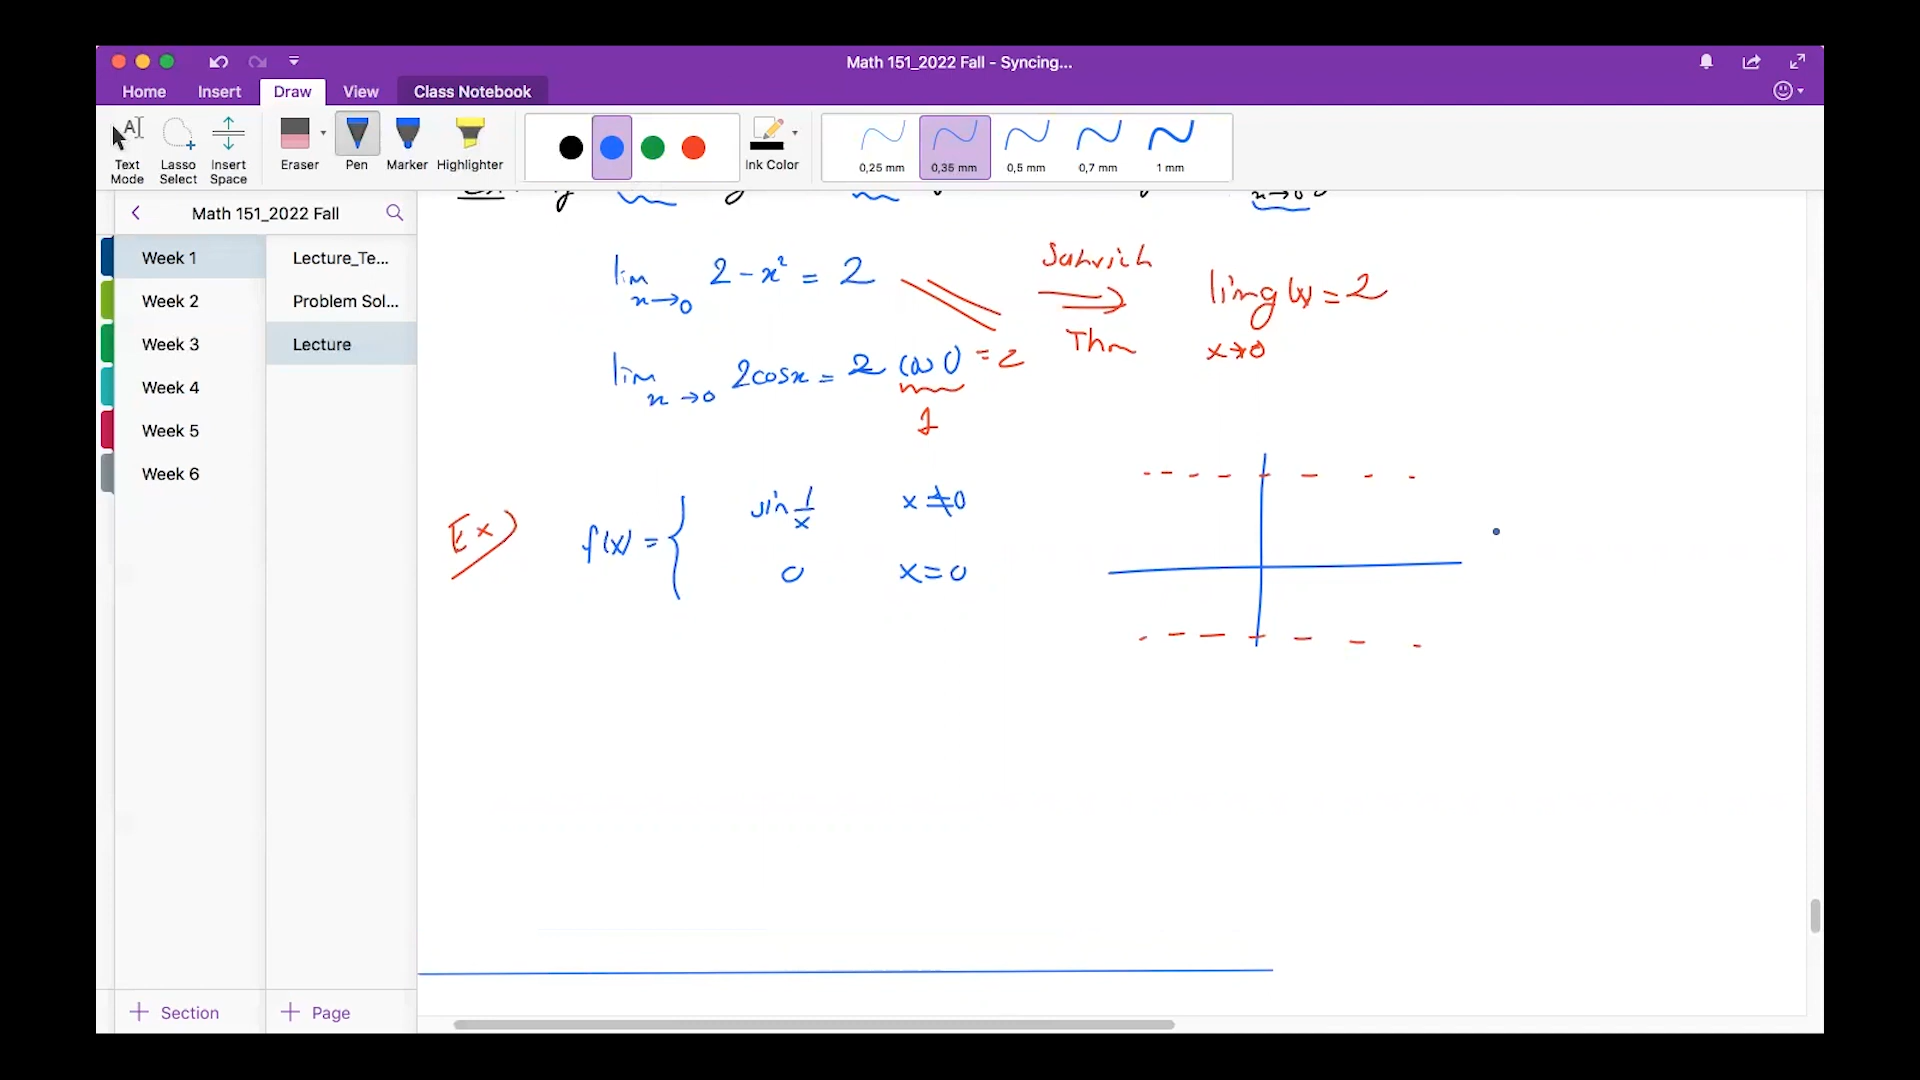 Math 151_2022 Fall - Syncing...
Home Insert Draw View Class Notebook
Text Mode Lasso Select Insert Space Eraser Pen Marker Highlighter Ink Color 0,25 mm 0,35 mm 0,5 mm 0,7 mm 1 mm
Math 151_2022 Fall
Week 1
Week 2
Week 3
Week 4
Week 5
Week 6
Lecture_Te...
Problem Sol...
Lecture
x→0
lim x→0 2-x² = 2
lim x→0 2cosx = 2 cos 0 = 2
1
Thm
lim g(x) = 2
x→0
Ex)
f(x) = { sin 1/x x≠0
0 x=0
+ Section
+ Page